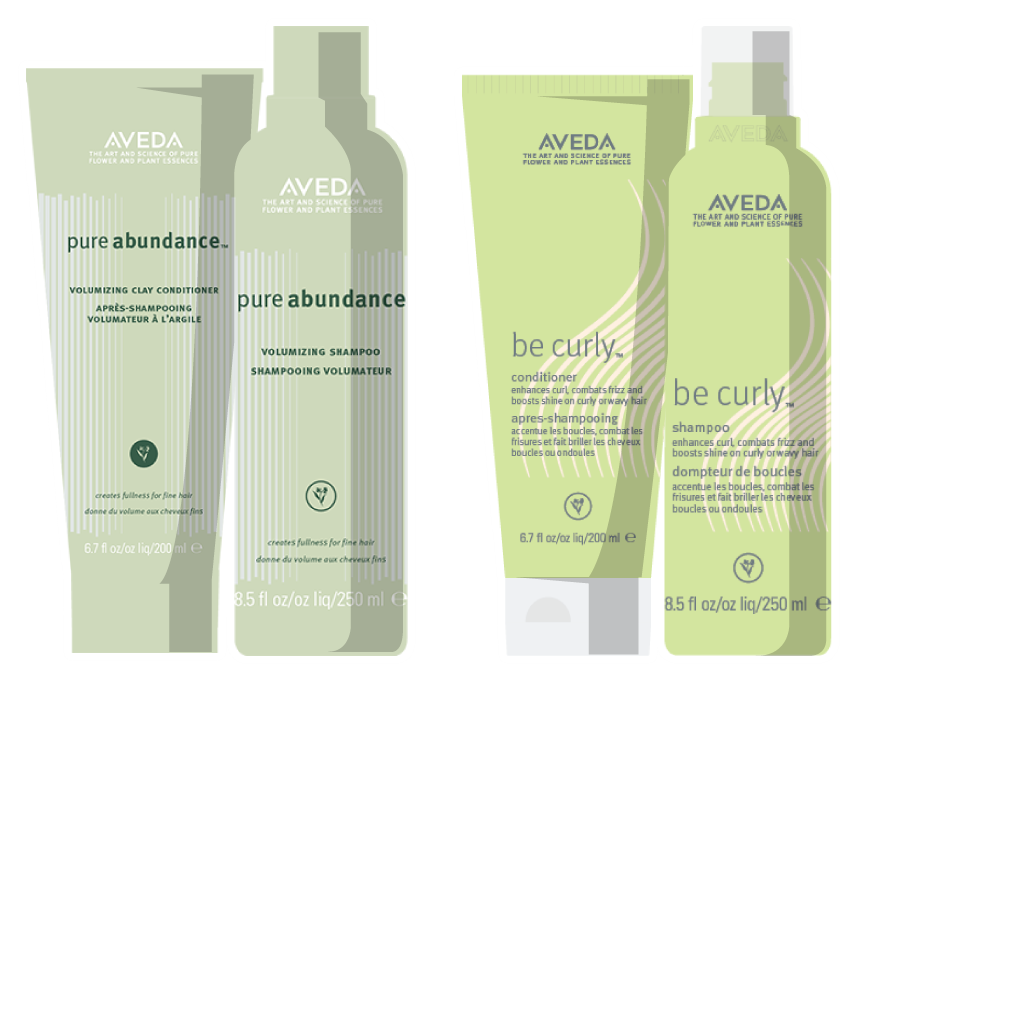 AVEDA
THE ART AND SCIENCE OF PURE
FLOWER AND PLANT ESSENCES
pure abundance™
VOLUMIZING CLAY CONDITIONER
APRÈS-SHAMPOOING
VOLUMATEUR À L'ARGILE
creates fullness for fine hair
donne du volume aux cheveux fins
6.7 fl oz/oz liq/200 ml ℮
AVEDA
THE ART AND SCIENCE OF PURE
FLOWER AND PLANT ESSENCES
pure abundance
VOLUMIZING SHAMPOO
SHAMPOOING VOLUMATEUR
creates fullness for fine hair
donne du volume aux cheveux fins
8.5 fl oz/oz liq/250 ml ℮
AVEDA
THE ART AND SCIENCE OF PURE
FLOWER AND PLANT ESSENCES
be curly™
conditioner
enhances curl, combats frizz and
boosts shine on curly or wavy hair
apres-shampooing
accentue les boucles, combat les
frisures et fait briller les cheveux
boucles ou ondoules
6.7 fl oz/oz liq/200 ml ℮
AVEDA
AVEDA
THE ART AND SCIENCE OF PURE
FLOWER AND PLANT ESSENCES
be curly™
shampoo
enhances curl, combats frizz and
boosts shine on curly or wavy hair
dompteur de boucles
accentue les boucles, combat les
frisures et fait briller les cheveux
boucles ou ondoules
8.5 fl oz/oz liq/250 ml ℮